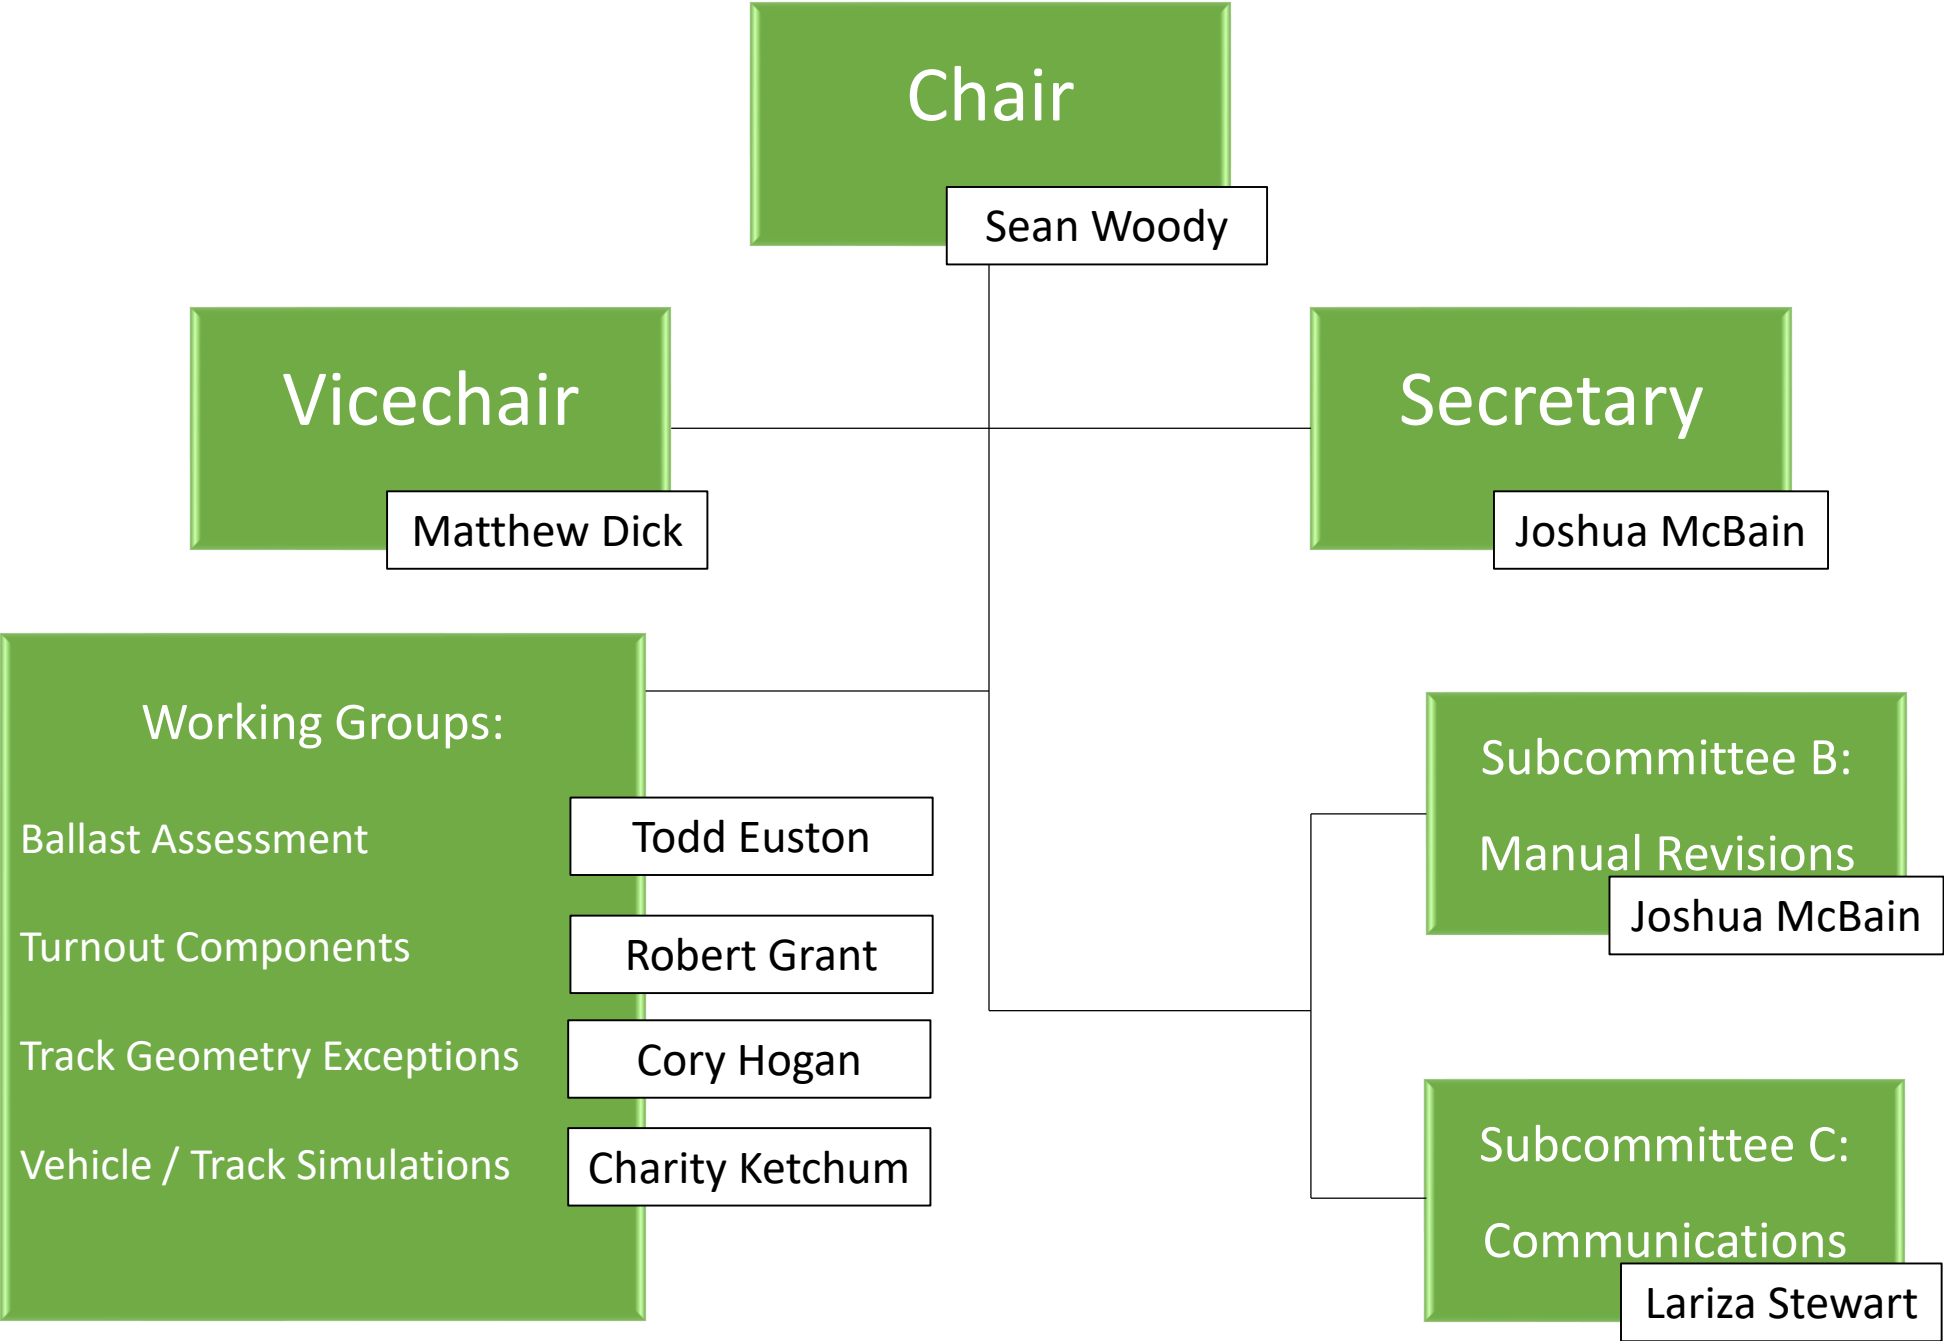 Chair
Sean Woody
Vicechair
Matthew Dick
Secretary
Joshua McBain
Working Groups:
Ballast Assessment
Todd Euston
Turnout Components
Robert Grant
Track Geometry Exceptions
Cory Hogan
Vehicle / Track Simulations
Charity Ketchum
Subcommittee B:
Manual Revisions
Joshua McBain
Subcommittee C:
Communications
Lariza Stewart